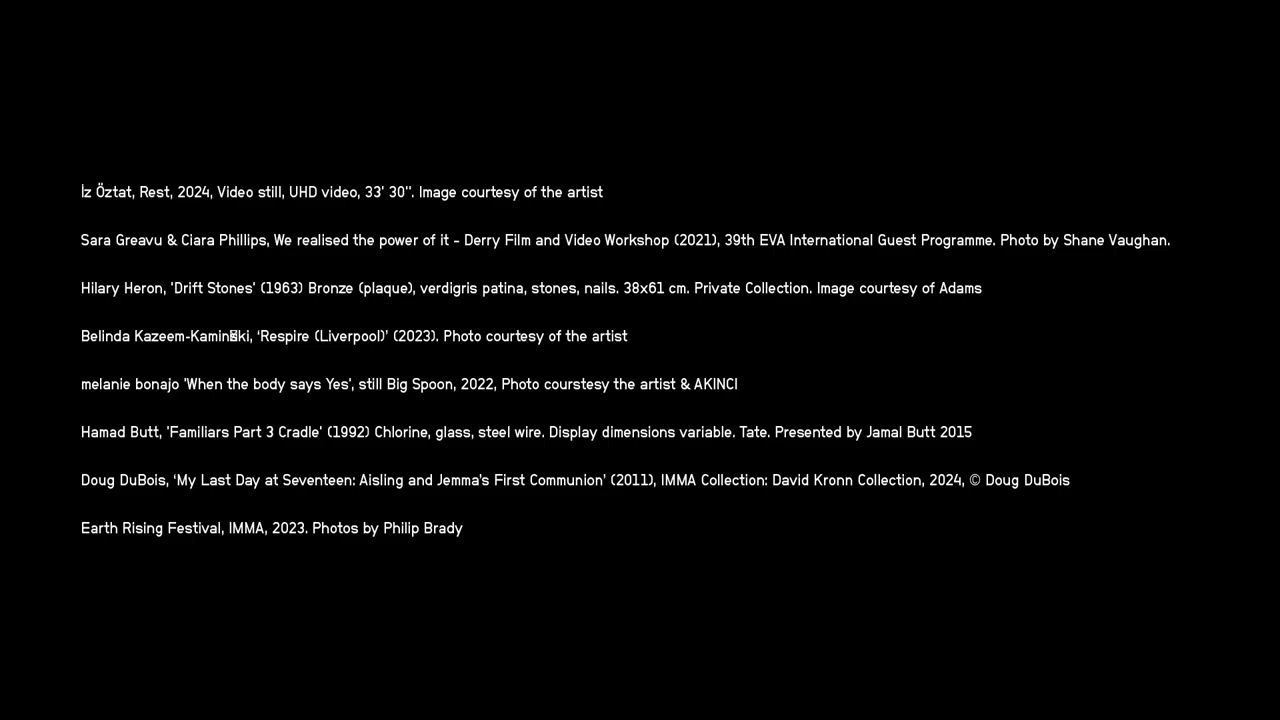 İz Öztat, Rest, 2024, Video still, UHD video, 33' 30''. Image courtesy of the artist
Sara Greavu & Ciara Phillips, We realised the power of it - Derry Film and Video Workshop (2021), 39th EVA International Guest Programme. Photo by Shane Vaughan.
Hilary Heron, 'Drift Stones' (1963) Bronze (plaque), verdigris patina, stones, nails. 38x61 cm. Private Collection. Image courtesy of Adams
Belinda ‘Respire (Liverpool)’ (2023). Photo courtesy of the artist
melanie bonajo 'When the body says Yes', still Big Spoon, 2022, Photo courstesy the artist & AKINCI
Hamad Butt, 'Familiars Part 3 Cradle' (1992) Chlorine, glass, steel wire. Display dimensions variable. Tate. Presented by Jamal Butt 2015
Doug DuBois, ‘My Last Day at Seventeen: Aisling and Jemma's First Communion’ (2011), IMMA Collection: David Kronn Collection, 2024, © Doug DuBois
Earth Rising Festival, IMMA, 2023. Photos by Philip Brady